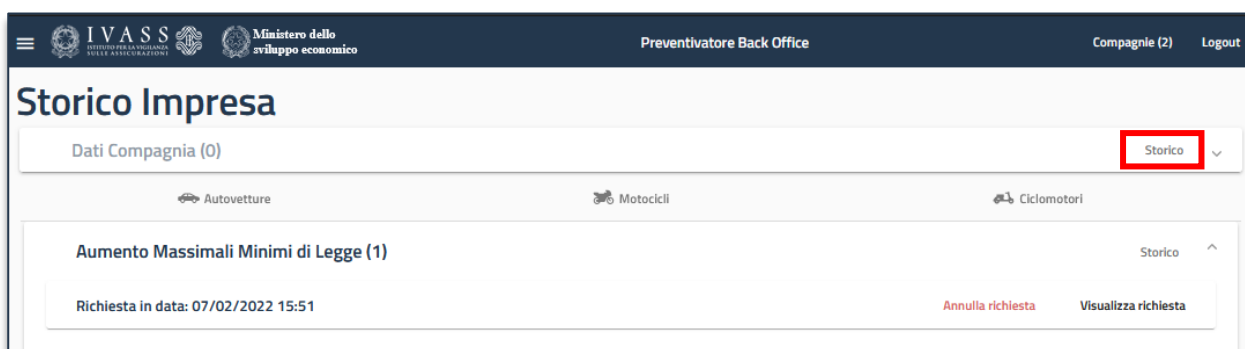 IVASS
ISTITUTO PER LA VIGILANZA
SULLE ASSICURAZIONI
Ministero dello
sviluppo economico
Preventivatore Back Office
Compagnie (2)
Logout
Storico Impresa
Dati Compagnia (0)
Storico
Autovetture
Motocicli
Ciclomotori
Aumento Massimali Minimi di Legge (1)
Storico
Richiesta in data: 07/02/2022 15:51
Annulla richiesta
Visualizza richiesta